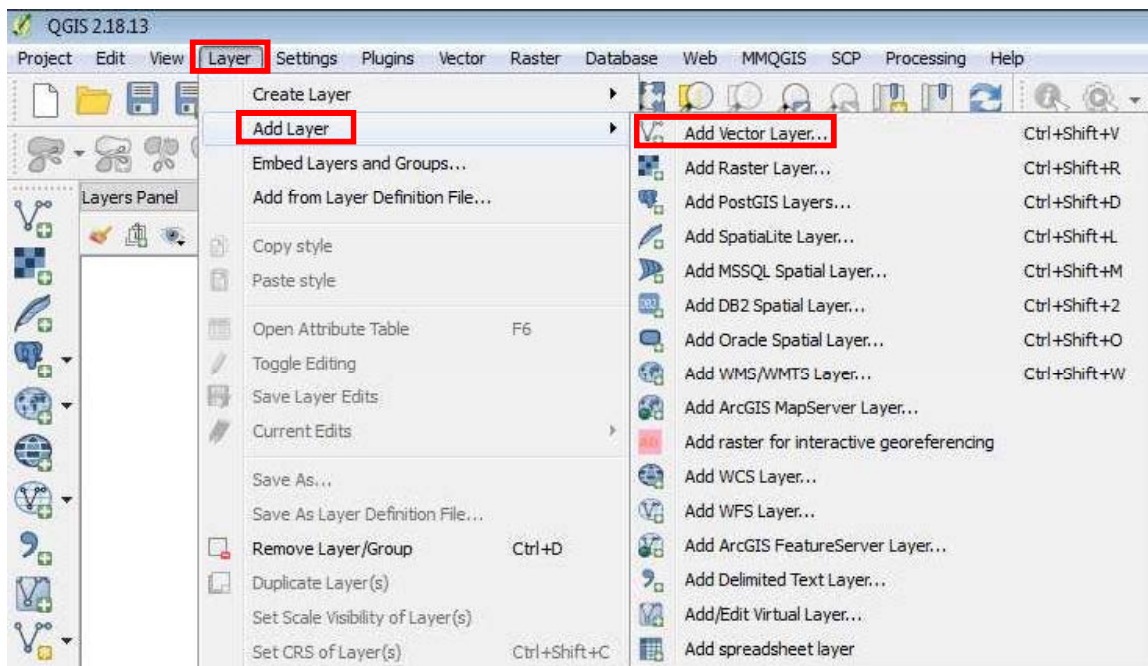 QGIS 2.18.13
Project Edit View Layer Settings Plugins Vector Raster Database Web MMQGIS SCP Processing Help
Create Layer
Add Layer
Embed Layers and Groups...
Add from Layer Definition File...
Copy style
Paste style
Open Attribute Table F6
Toggle Editing
Save Layer Edits
Current Edits
Save As...
Save As Layer Definition File...
Remove Layer/Group Ctrl+D
Duplicate Layer(s)
Set Scale Visibility of Layer(s)
Set CRS of Layer(s) Ctrl+Shift+C
Layers Panel
Add Vector Layer... Ctrl+Shift+V
Add Raster Layer... Ctrl+Shift+R
Add PostGIS Layers... Ctrl+Shift+D
Add SpatiaLite Layer... Ctrl+Shift+L
Add MSSQL Spatial Layer... Ctrl+Shift+M
Add DB2 Spatial Layer... Ctrl+Shift+2
Add Oracle Spatial Layer... Ctrl+Shift+O
Add WMS/WMTS Layer... Ctrl+Shift+W
Add ArcGIS MapServer Layer...
Add raster for interactive georeferencing
Add WCS Layer...
Add WFS Layer...
Add ArcGIS FeatureServer Layer...
Add Delimited Text Layer...
Add/Edit Virtual Layer...
Add spreadsheet layer